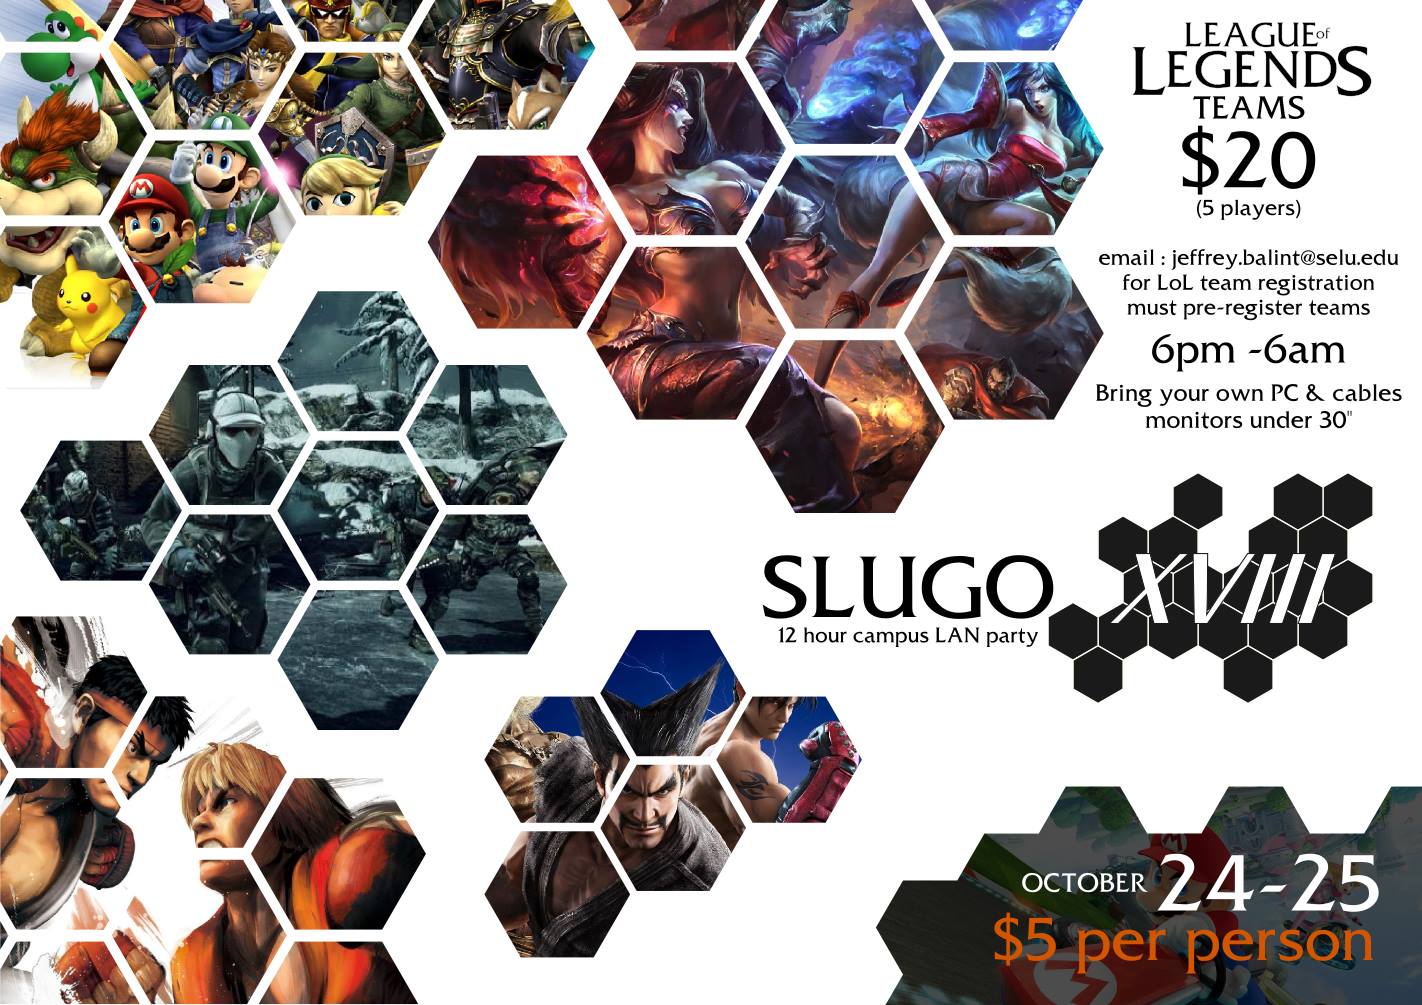 LEAGUE of
LEGENDS
TEAMS
$20
(5 players)
email : jeffrey.balint@selu.edu
for LoL team registration
must pre-register teams
6pm -6am
Bring your own PC & cables
monitors under 30"
SLUGO XVIII
12 hour campus LAN party
OCTOBER 24-25
$5 per person